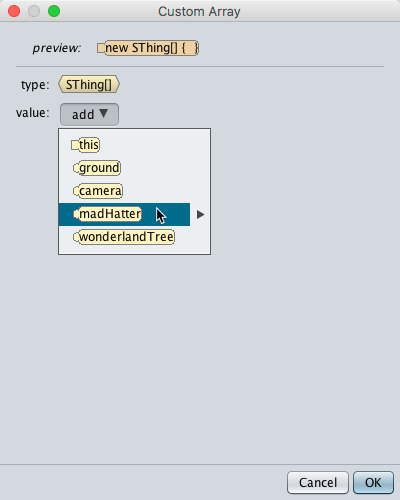 Custom Array
preview: new SThing[] { }
type: SThing[]
value: add
this
ground
camera
madHatter
wonderlandTree
Cancel OK